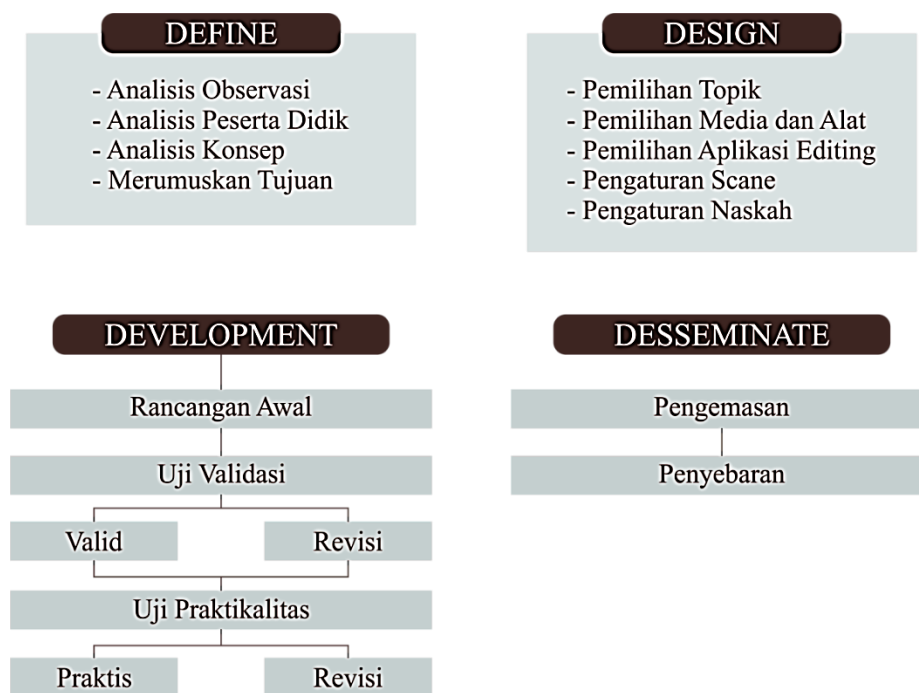 DEFINE
- Analisis Observasi
- Analisis Peserta Didik
- Analisis Konsep
- Merumuskan Tujuan
DESIGN
- Pemilihan Topik
- Pemilihan Media dan Alat
- Pemilihan Aplikasi Editing
- Pengaturan Scane
- Pengaturan Naskah
DEVELOPMENT
Rancangan Awal
Uji Validasi
Valid
Revisi
Uji Praktikalitas
Praktis
Revisi
DESSEMINATE
Pengemasan
Penyebaran